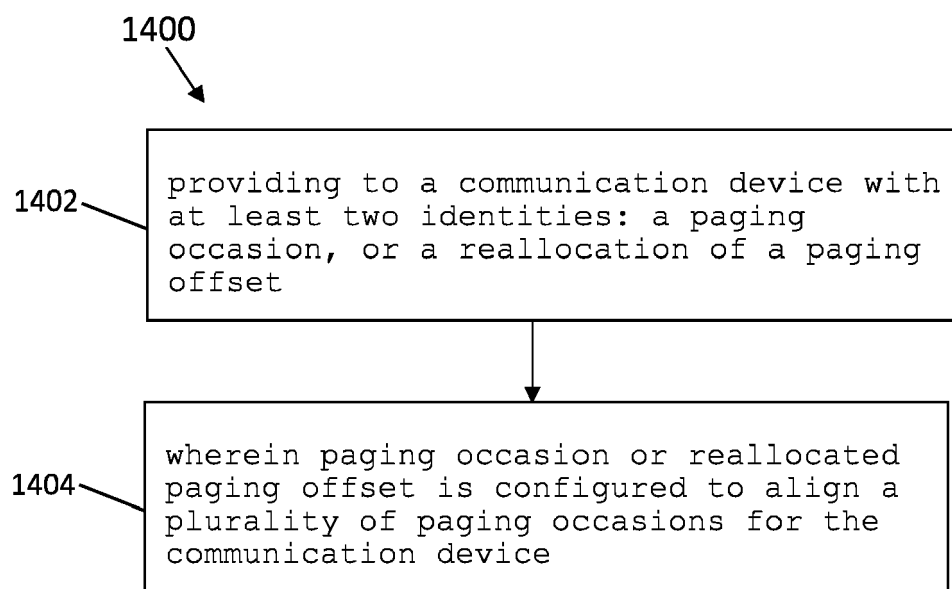 1400
1402
providing to a communication device with
at least two identities: a paging
occasion, or a reallocation of a paging
offset
1404
wherein paging occasion or reallocated
paging offset is configured to align a
plurality of paging occasions for the
communication device